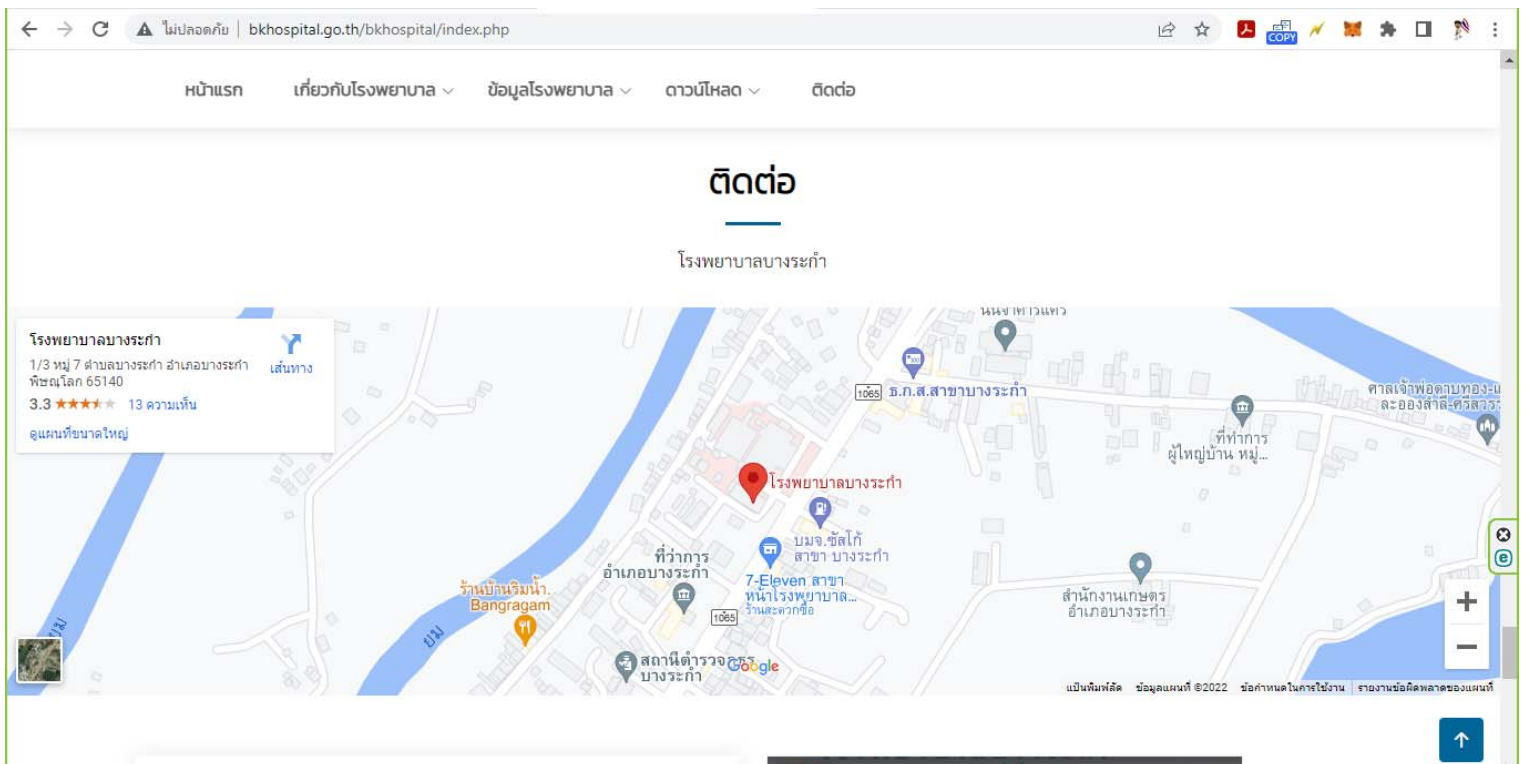 ไม่ปลอดภัย | bkhospital.go.th/bkhospital/index.php
COPY
หน้าแรก เกี่ยวกับโรงพยาบาล ข้อมูลโรงพยาบาล ดาวน์โหลด ติดต่อ
ติดต่อ
โรงพยาบาลบางระกำ
โรงพยาบาลบางระกำ
1/3 หมู่ 7 ตำบลบางระกำ อำเภอบางระกำ
พิษณุโลก 65140
3.3 13 ความเห็น
ดูแผนที่ขนาดใหญ่
เส้นทาง
1065
ธ.ก.ส.สาขาบางระกำ
ที่ทำการ
ผู้ใหญ่บ้าน หมู่...
โรงพยาบาลบางระกำ
บมจ.ซัสโก้
สาขา บางระกำ
ที่ว่าการ
อำเภอบางระกำ
7-Eleven สาขา
หน้าโรงพยาบาล...
ร้านสะดวกซื้อ
1065
ร้านบ้านริมน้ำ.
Bangragam
สำนักงานเกษตร
อำเภอบางระกำ
ยม
ยม
สถานีตำรวจ
บางระกำ
Google
+
−
แป้นพิมพ์ลัด ข้อมูลแผนที่ ©2022 ข้อกำหนดในการใช้งาน รายงานข้อผิดพลาดของแผนที่